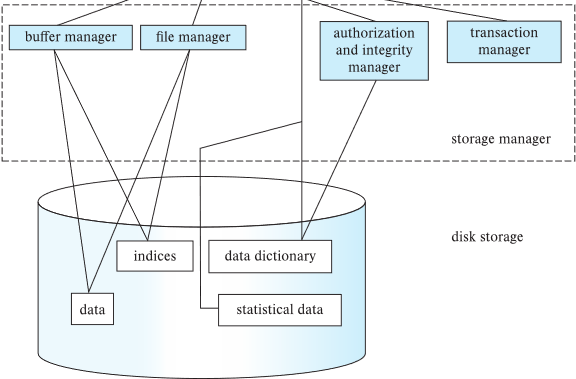 buffer manager
file manager
authorization
and integrity
manager
transaction
manager
storage manager
disk storage
indices
data dictionary
data
statistical data